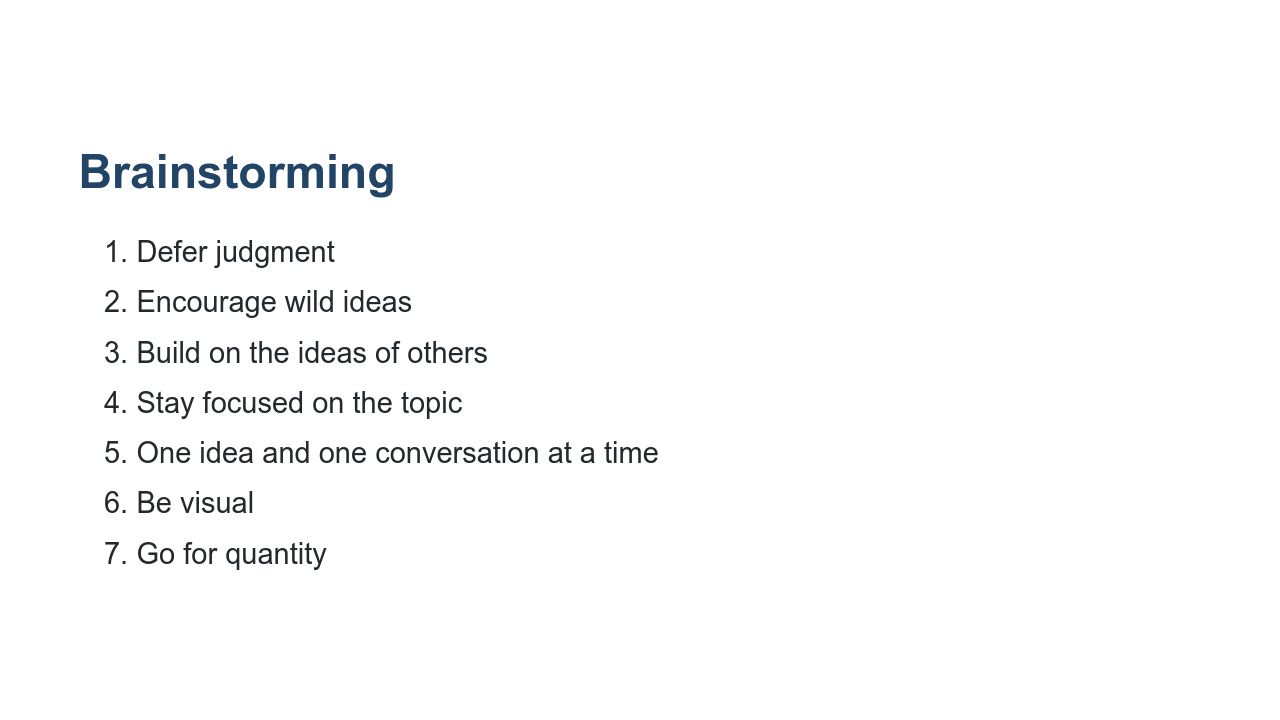 Brainstorming
1. Defer judgment
2. Encourage wild ideas
3. Build on the ideas of others
4. Stay focused on the topic
5. One idea and one conversation at a time
6. Be visual
7. Go for quantity